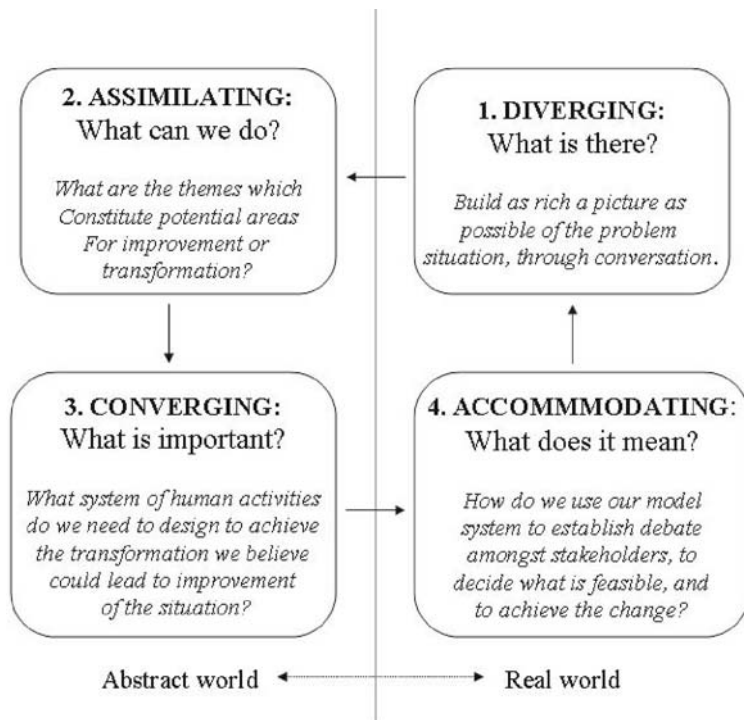 2. ASSIMILATING:
What can we do?
What are the themes which
Constitute potential areas
For improvement or
transformation?
1. DIVERGING:
What is there?
Build as rich a picture as
possible of the problem
situation, through conversation.
3. CONVERGING:
What is important?
What system of human activities
do we need to design to achieve
the transformation we believe
could lead to improvement
of the situation?
4. ACCOMMMODATING:
What does it mean?
How do we use our model
system to establish debate
amongst stakeholders, to
decide what is feasible, and
to achieve the change?
Abstract world
Real world